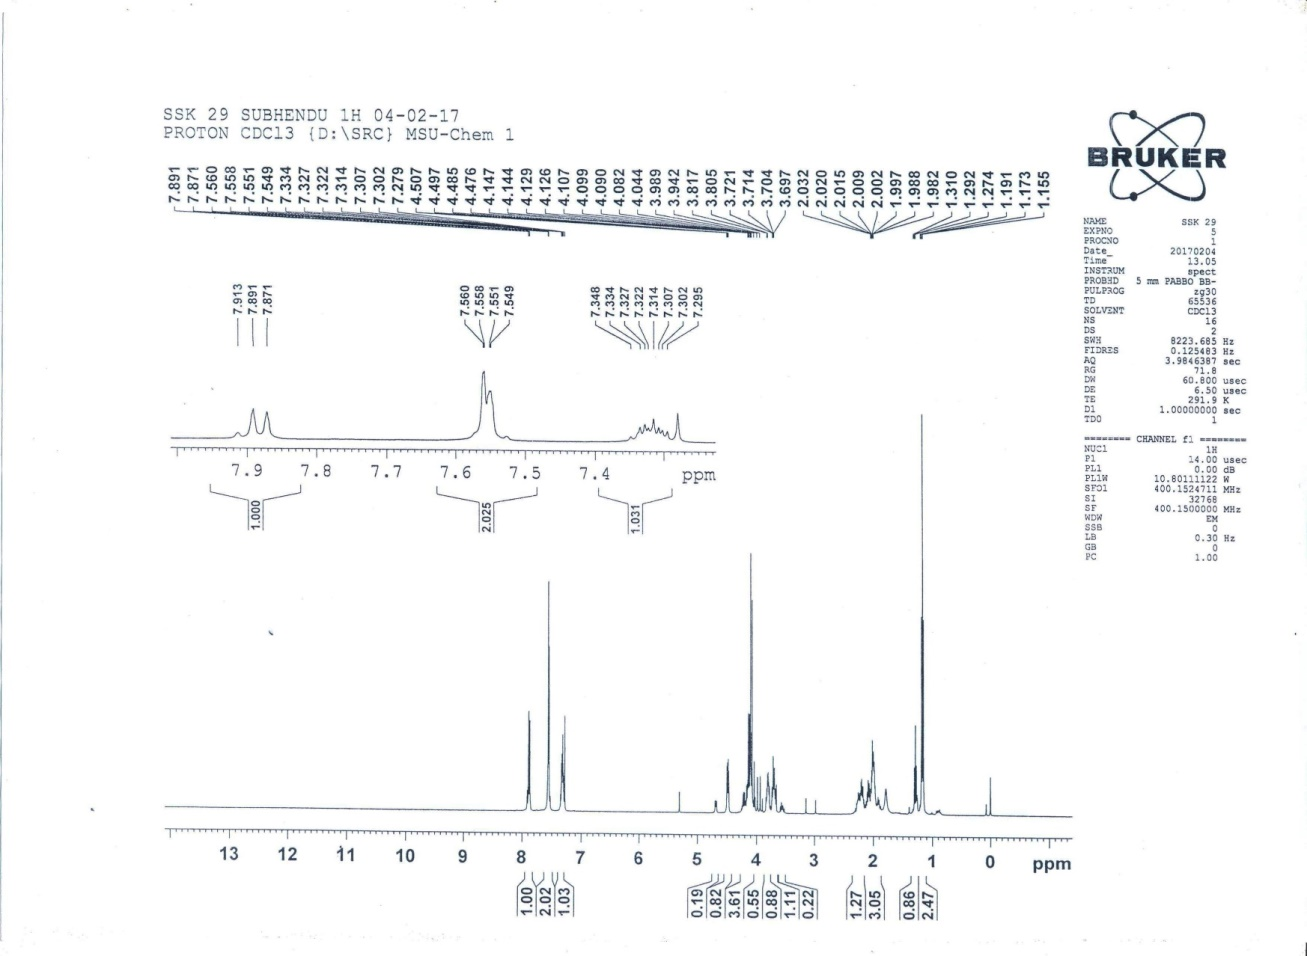 SSK 29 SUBHENDU 1H 04-02-17
PROTON CDCl3 {D:\SRC} MSU-Chem 1
7.891
7.871
7.560
7.558
7.551
7.549
7.334
7.327
7.322
7.314
7.307
7.302
7.279
4.507
4.497
4.485
4.476
4.147
4.144
4.129
4.126
4.107
4.099
4.090
4.082
4.044
3.989
3.942
3.817
3.805
3.721
3.714
3.704
3.697
2.032
2.020
2.015
2.009
2.002
1.997
1.988
1.982
1.310
1.292
1.274
1.191
1.173
1.155
BRUKER
NAME SSK 29
EXPNO 5
PROCNO 1
Date_ 20170204
Time 13.05
INSTRUM spect
PROBHD 5 mm PABBO BB-
PULPROG zg30
TD 65536
SOLVENT CDCl3
NS 16
DS 2
SWH 8223.685 Hz
FIDRES 0.125483 Hz
AQ 3.9846387 sec
RG 71.8
DW 60.800 usec
DE 6.50 usec
TE 291.9 K
D1 1.00000000 sec
TD0 1
======== CHANNEL f1 ========
NUC1 1H
P1 14.00 usec
PL1 0.00 dB
PL1W 10.80111122 W
SFO1 400.1524711 MHz
SI 32768
SF 400.1500000 MHz
WDW EM
SSB 0
LB 0.30 Hz
GB 0
PC 1.00
7.913
7.891
7.871
7.560
7.558
7.551
7.549
7.348
7.334
7.327
7.322
7.314
7.307
7.302
7.295
7.9 7.8 7.7 7.6 7.5 7.4 ppm
1.000
2.025
1.031
13 12 11 10 9 8 7 6 5 4 3 2 1 0 ppm
1.00
2.02
1.03
0.19
0.82
3.61
0.55
0.88
1.11
0.22
1.27
3.05
0.86
2.47